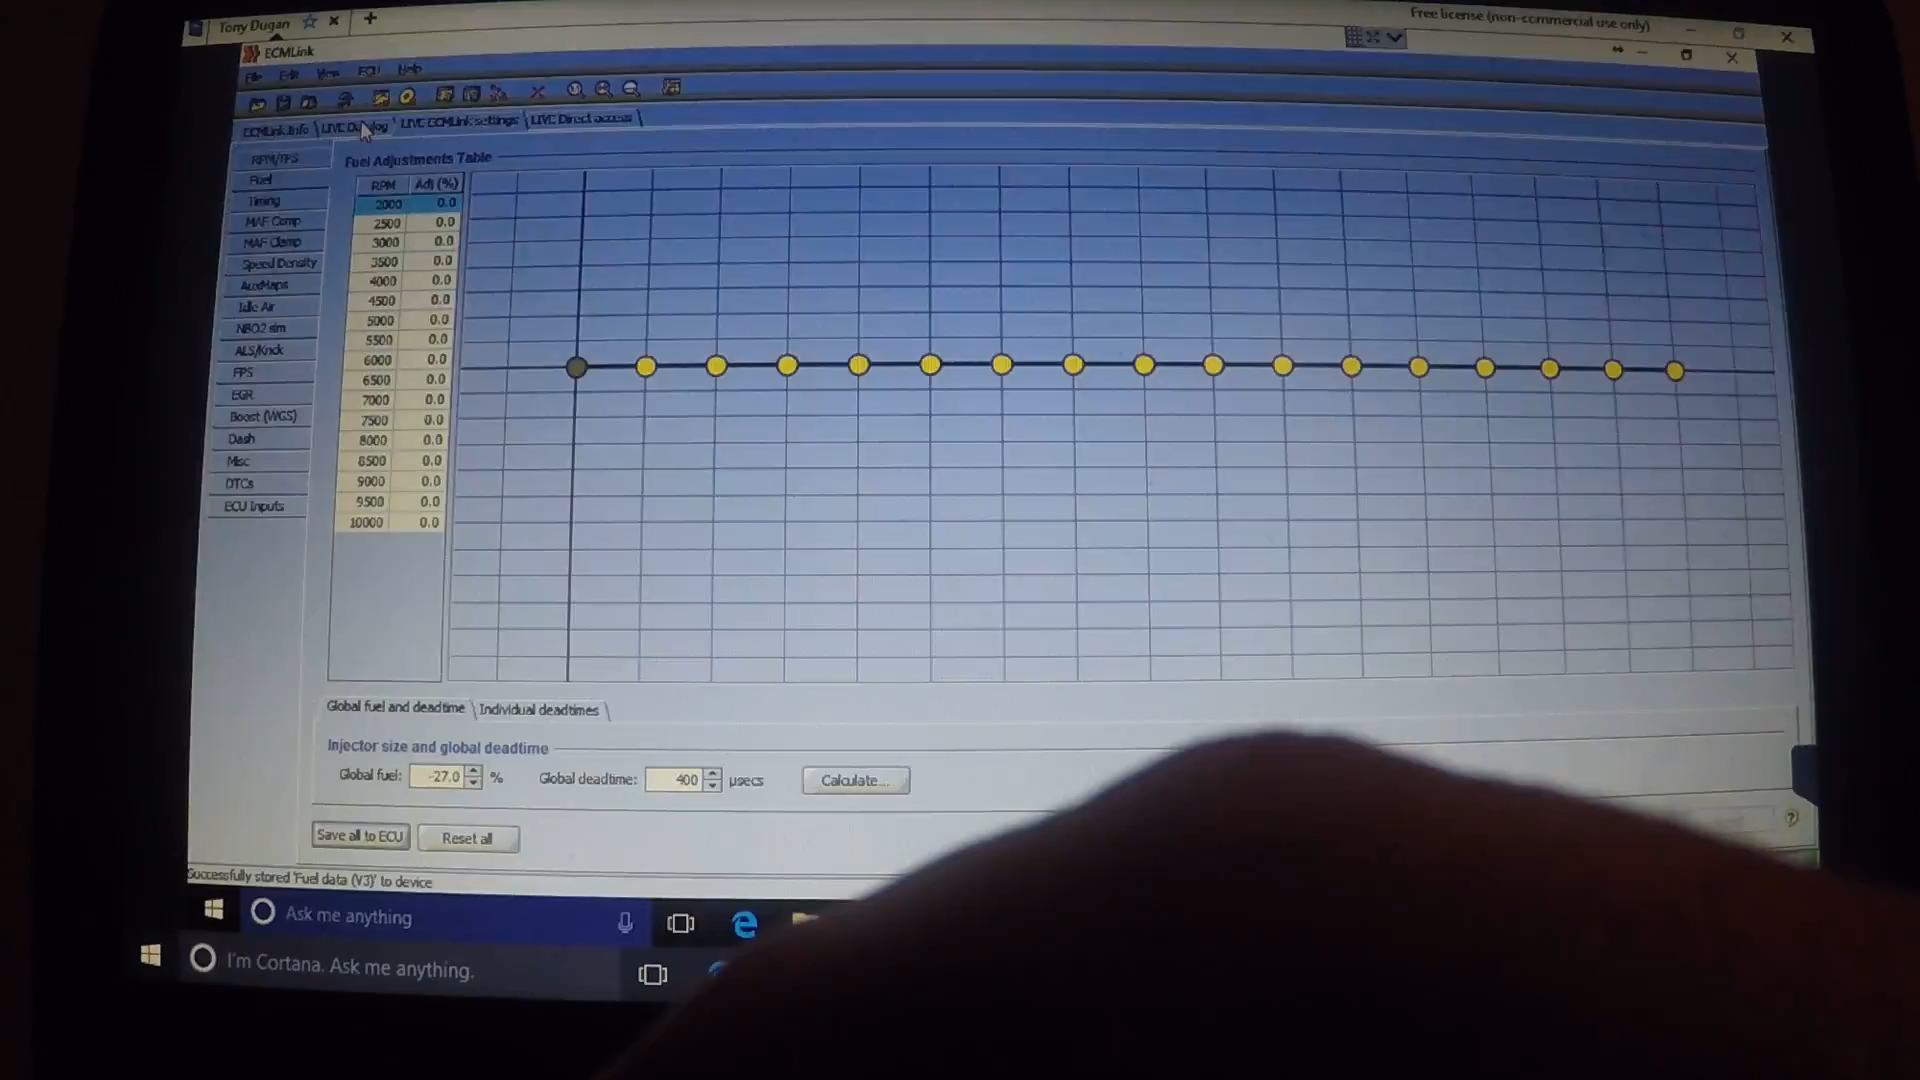 Tony Dugan
Free license (non-commercial use only)
ECMLink
File Edit View ECU Help
ECMLink Info LIVE Datalog LIVE ECMLink settings LIVE Direct access
RPM/TPS
Fuel
Timing
MAF Comp
MAF Clamp
Speed Density
AuxMaps
Idle Air
NBO2 sim
ALS/Knck
FPS
EGR
Boost (WGS)
Dash
Misc
DTCs
ECU Inputs
Fuel Adjustments Table
RPM Adj (%)
2000 0.0
2500 0.0
3000 0.0
3500 0.0
4000 0.0
4500 0.0
5000 0.0
5500 0.0
6000 0.0
6500 0.0
7000 0.0
7500 0.0
8000 0.0
8500 0.0
9000 0.0
9500 0.0
10000 0.0
Global fuel and deadtime Individual deadtimes
Injector size and global deadtime
Global fuel: -27.0 % Global deadtime: 400 µsecs Calculate...
Save all to ECU Reset all
Successfully stored 'Fuel data (V3)' to device
Ask me anything
I'm Cortana. Ask me anything.